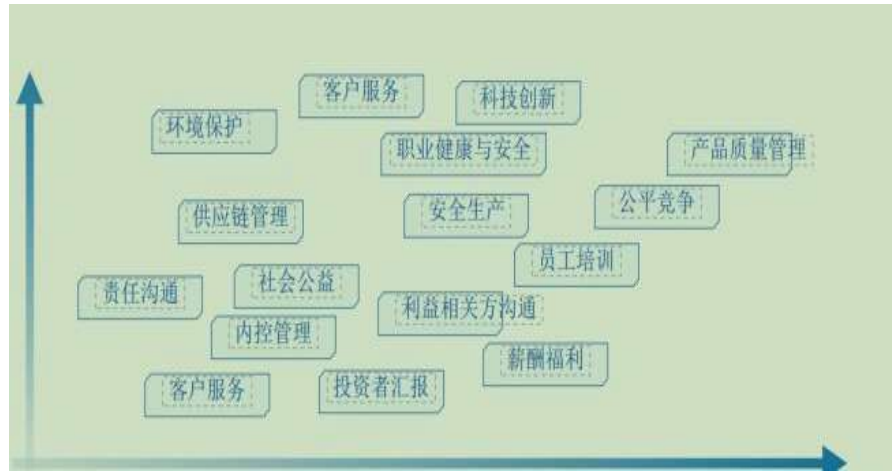 客户服务
科技创新
环境保护
职业健康与安全
产品质量管理
供应链管理
安全生产
公平竞争
员工培训
责任沟通
社会公益
利益相关方沟通
内控管理
薪酬福利
客户服务
投资者汇报